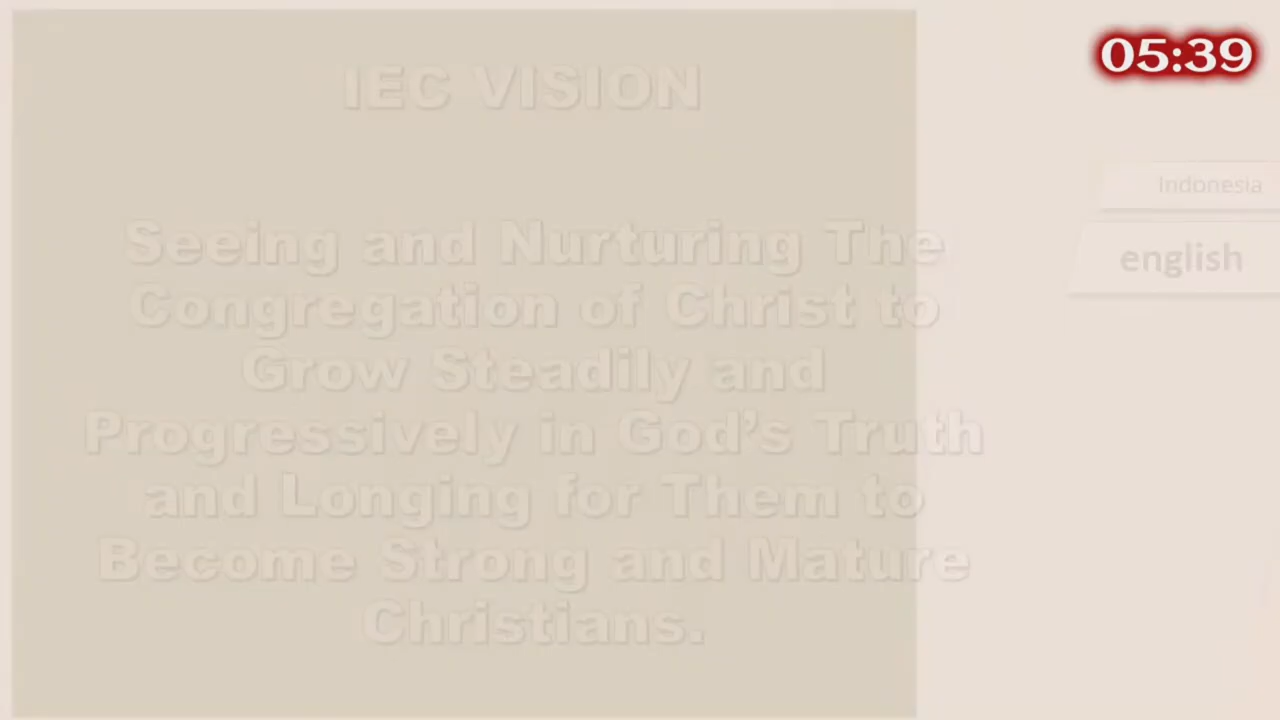 05:39
IEC VISION
Indonesia
english
Seeing and Nurturing The
Congregation of Christ to
Grow Steadily and
Progressively in God’s Truth
and Longing for Them to
Become Strong and Mature
Christians.